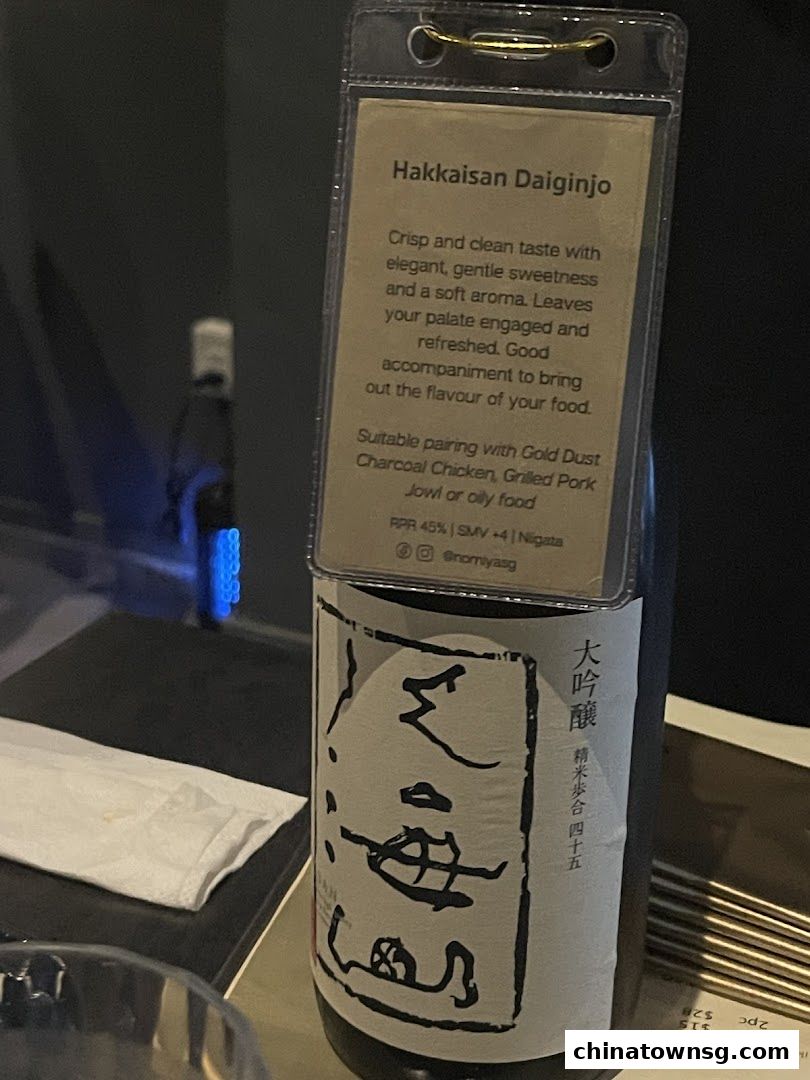 Hakkaisan Daiginjo
Crisp and clean taste with
elegant, gentle sweetness
and a soft aroma. Leaves
your palate engaged and
refreshed. Good
accompaniment to bring
out the flavour of your food.
Suitable pairing with Gold Dust
Charcoal Chicken, Grilled Pork
Jowl or oily food
RPR 45% | SMV +4 | Niigata
@nomiyasg
大吟醸
精米歩合 四十五
2pc
$15
$28
chinatownsg.com